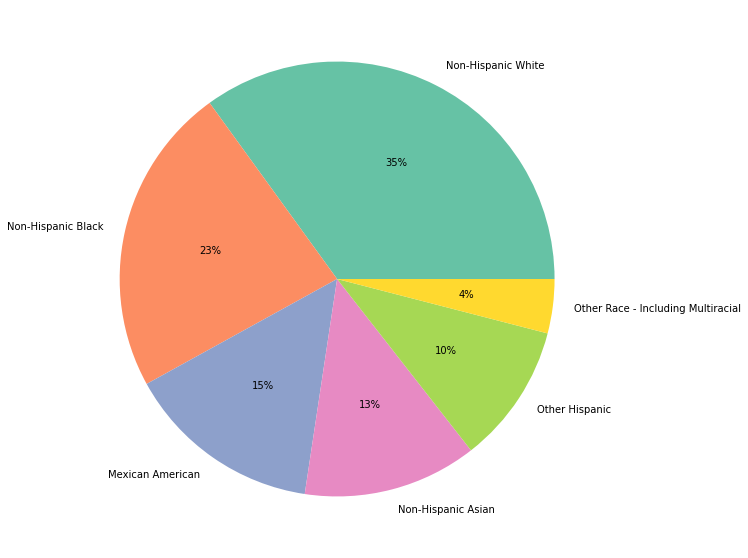 Non-Hispanic White
35%
Non-Hispanic Black
23%
4%
Other Race - Including Multiracial
10%
15%
13%
Other Hispanic
Mexican American
Non-Hispanic Asian